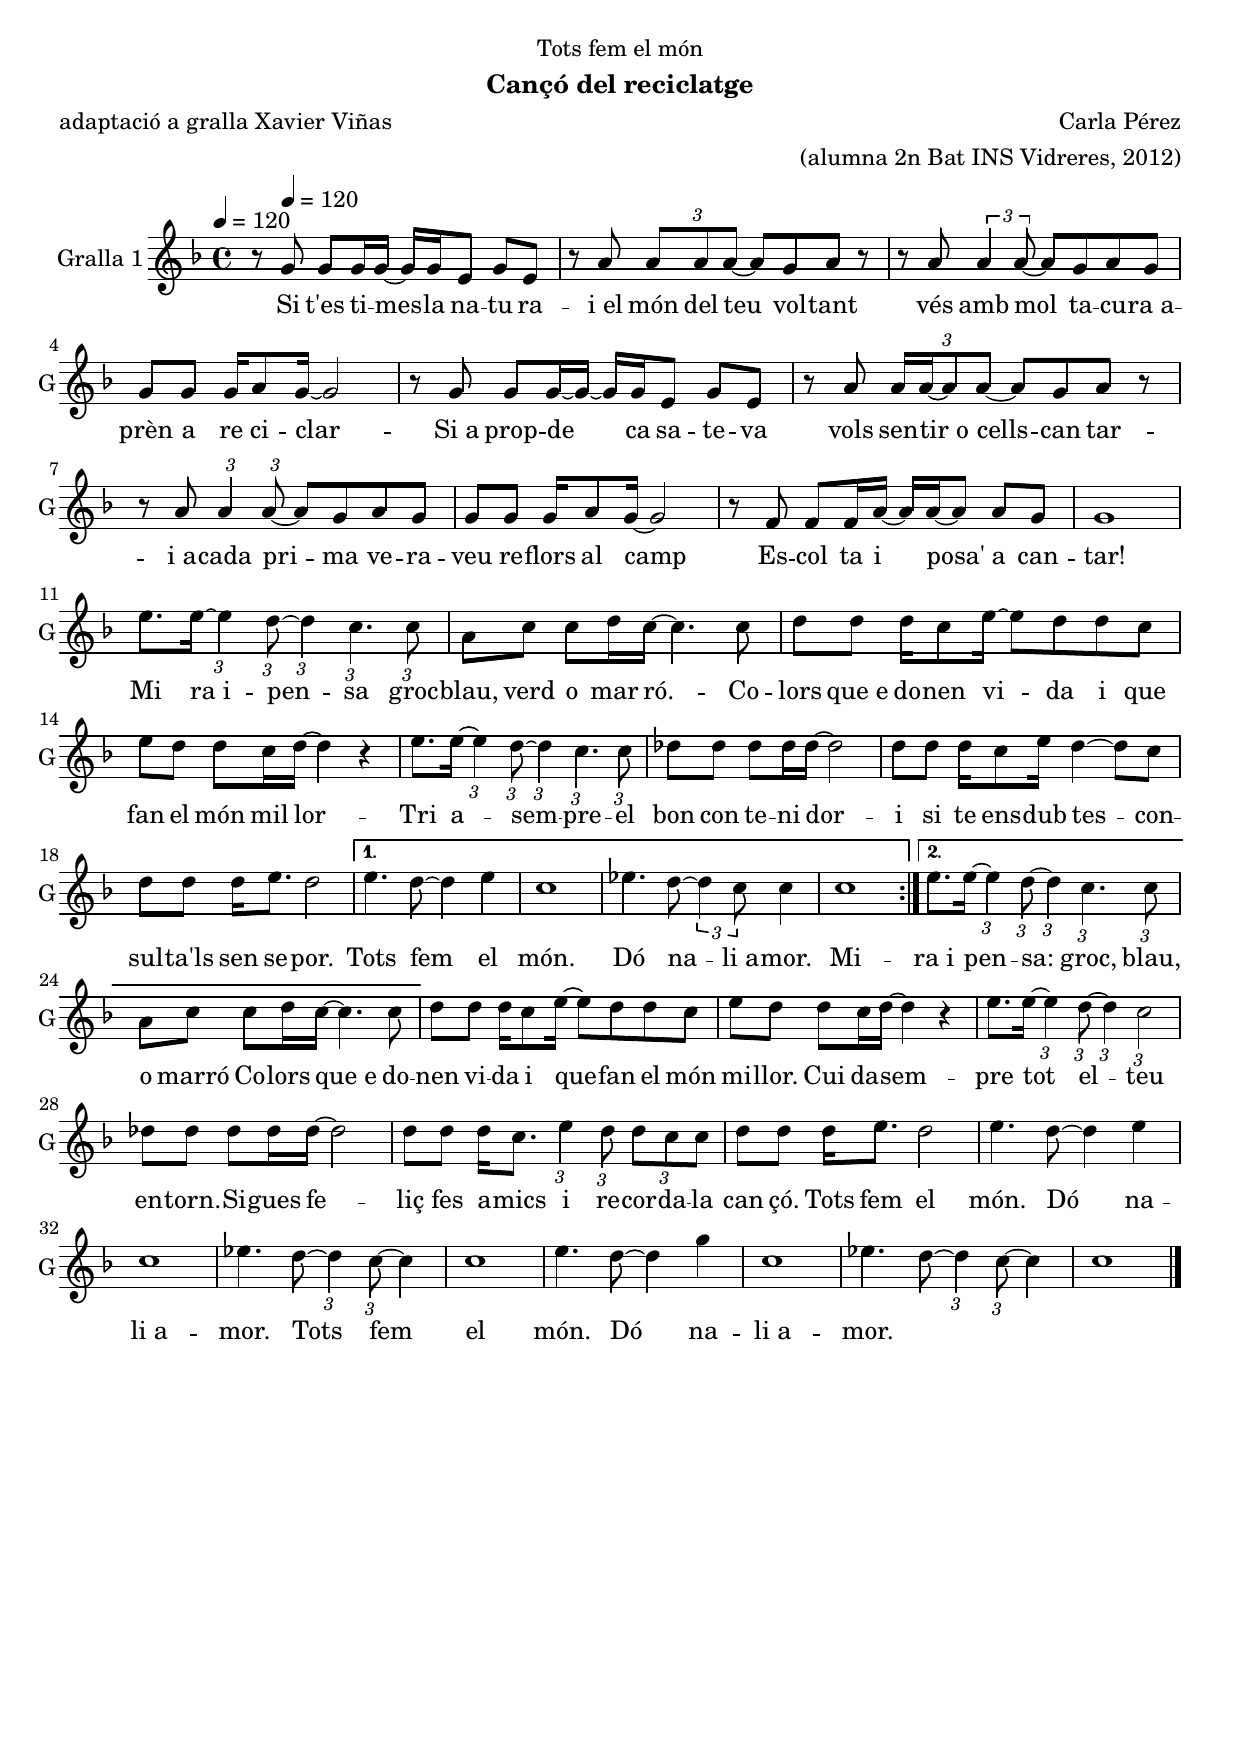 Tots fem el món
Cançó del reciclatge
adaptació a gralla Xavier Viñas
Carla Pérez
(alumna 2n Bat INS Vidreres, 2012)
♩ = 120
♩ = 120
Gralla 1
3 3
Si t'es ti -- mes la na -- tu ra -- i el món del teu voltant vés amb mol ta cura a --
4
G
3
prèn a re ci -- clar -- Si a prop -- de ca sa -- te -- va vols sentir o cells -- can tar --
7
G
3 3
-- i acada pri -- ma ve -- ra -- veu reflors al camp Es -- col ta i posa' a can -- tar!
11
G
3 3 3 3 3
Mi ra i -- pen -- sa groc blau, verd o mar ró. -- Co -- lors que e donen vi -- da i que
14
G
3 3 3 3 3
fan el món mil lor -- Tri a -- sem -- pre -- el bon con te -- ni dor -- i si te ens dub tes -- con --
18
G
1. 2.
3 3 3 3 3 3
sulta'ls sen sepor. Tots fem el món. Dó na -- li amor. Mi -- ra i pen -- sa: groc, blau,
24
G
3 3 3 3
o marró Colors que e do -- nen vi -- da i quefan el món millor. Cui dasem -- pre tot el -- teu
28
G
3 3 3
entorn. Sigues fe -- liç fes amics i recorda -- la can çó. Tots fem el món. Dó na --
32
G
3 3 3 3
li a -- mor. Tots fem el món. Dó na -- li a -- mor.